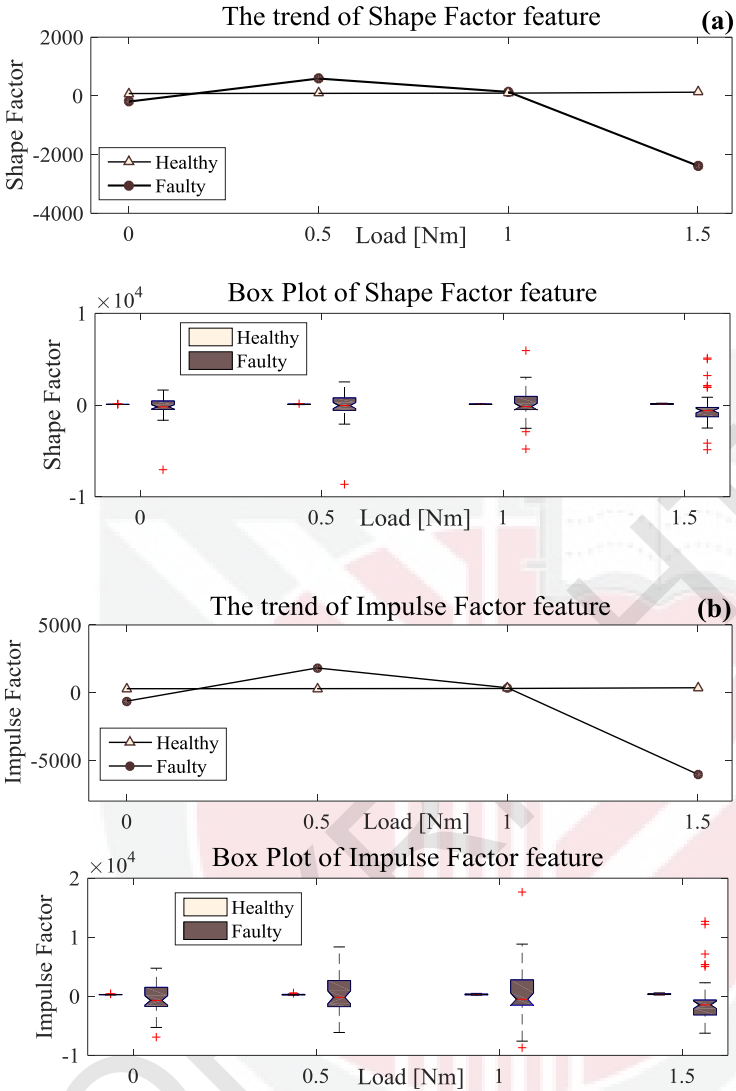 The trend of Shape Factor feature
(a)
2000
0
-2000
-4000
Shape Factor
Healthy
Faulty
0 0.5 1 1.5
Load [Nm]
×10^4
Box Plot of Shape Factor feature
1
0
-1
Shape Factor
Healthy
Faulty
0 0.5 1 1.5
Load [Nm]
The trend of Impulse Factor feature
(b)
5000
0
-5000
Impulse Factor
Healthy
Faulty
0 0.5 1 1.5
Load [Nm]
×10^4
Box Plot of Impulse Factor feature
2
1
0
-1
Impulse Factor
Healthy
Faulty
0 0.5 1 1.5
Load [Nm]